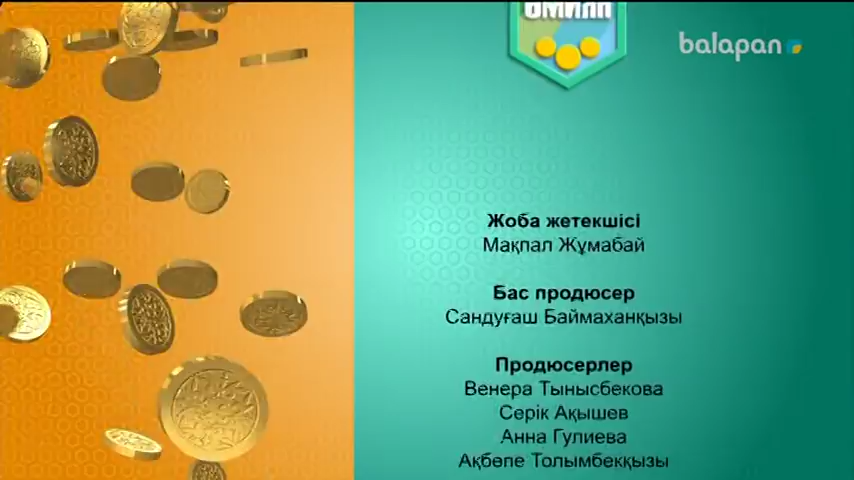 balapan
Жоба жетекшісі
Мақпал Жұмабай
Бас продюсер
Сандуғаш Баймаханқызы
Продюсерлер
Венера Тынысбекова
Серік Ақышев
Анна Гулиева
Ақбөпе Толымбекқызы